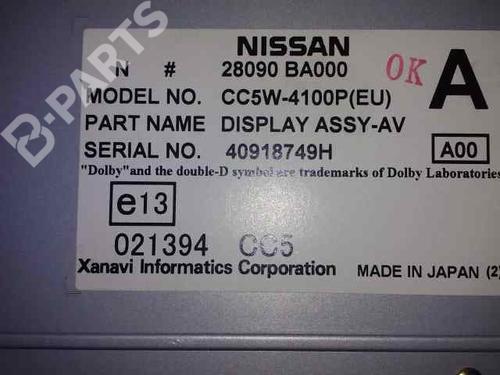 NISSAN
N # 28090 BA000
OK
A
MODEL NO. CC5W-4100P(EU)
PART NAME DISPLAY ASSY-AV
SERIAL NO. 40918749H
A00
"Dolby"and the double-D symbol are trademarks of Dolby Laboratories
e13
021394 CC5
Xanavi Informatics Corporation
MADE IN JAPAN (2)
B-PARTS